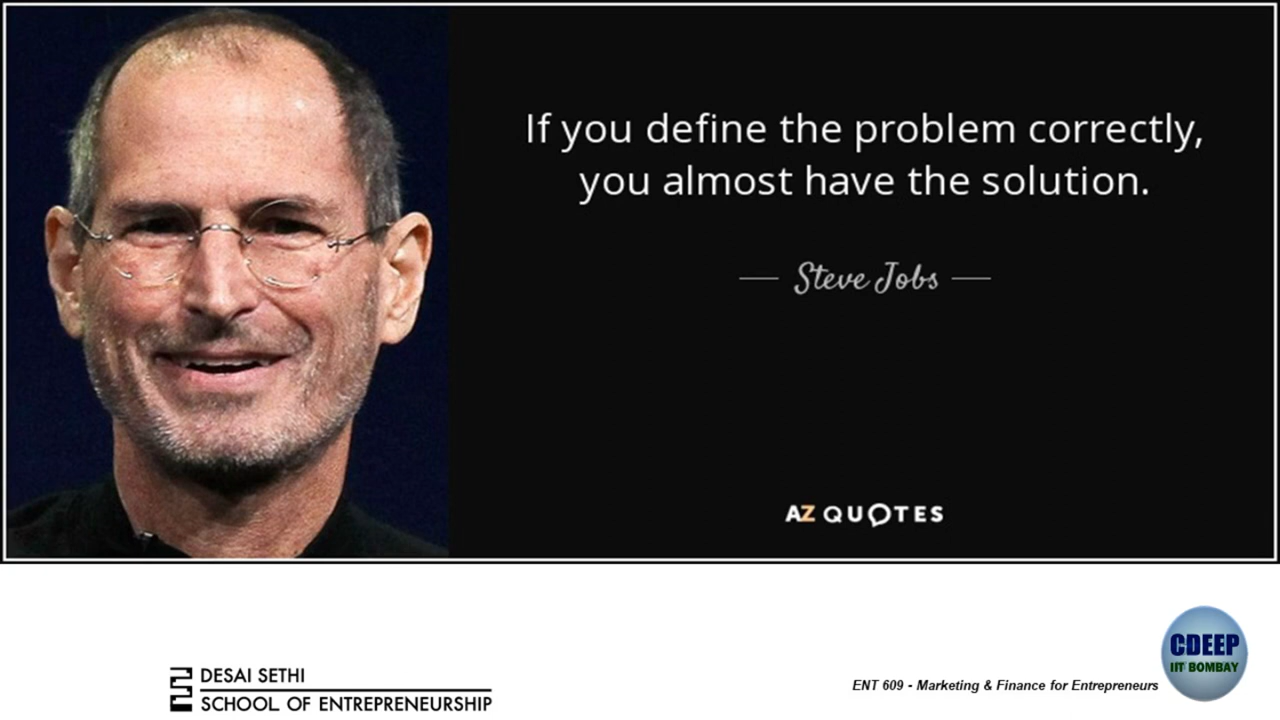 If you define the problem correctly,
you almost have the solution.
Steve Jobs
AZ QUOTES
DESAI SETHI
SCHOOL OF ENTREPRENEURSHIP
ENT 609 - Marketing & Finance for Entrepreneurs
CDEEP
IIT BOMBAY